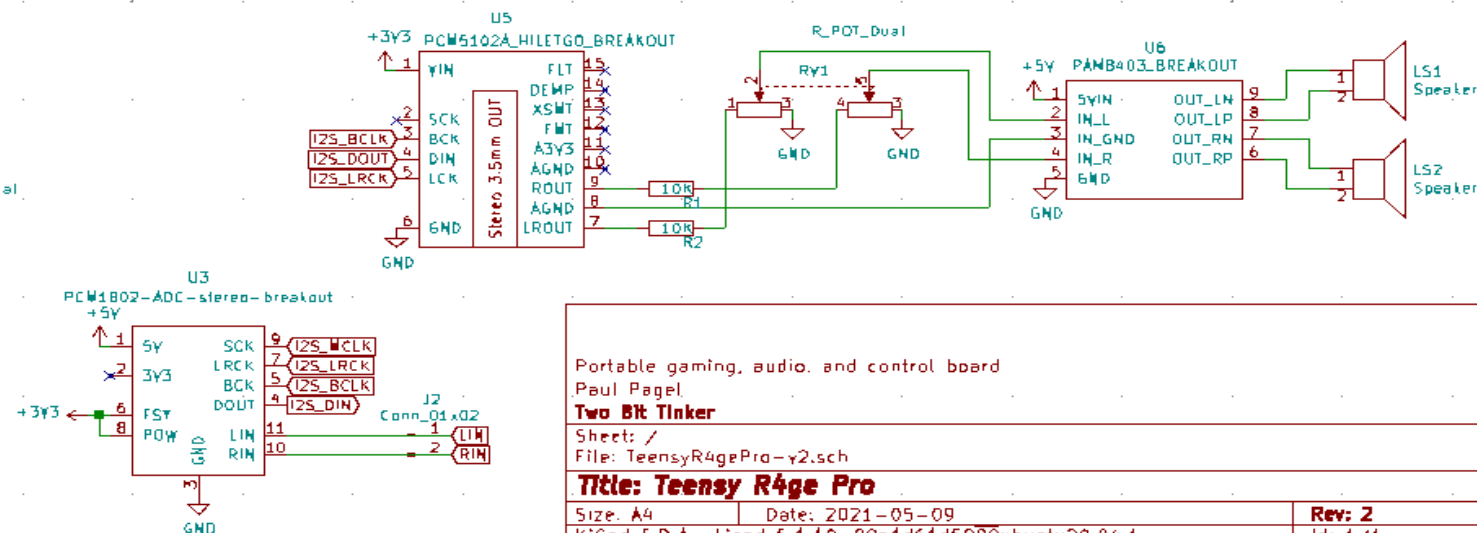 U5
+3V3 PCM5102A_HILETGO_BREAKOUT
1 VIN
2 SCK
I2S_BCLK 3 BCK
I2S_DOUT 4 DIN
I2S_LRCK 5 LCK
6 GND
GND
Stereo 3.5mm OUT
FLT 15
DEMP 14
XSMT 13
FMT 12
A3V3 11
AGND 10
ROUT 9
AGND 8
LROUT 7
10K
R1
10K
R2
R_POT_Dual
RV1
2
1 3
GND
5
4 3
GND
U6
+5V PAM8403_BREAKOUT
1 5VIN
2 IN_L
3 IN_GND
4 IN_R
5 GND
GND
OUT_LN 9
OUT_LP 8
OUT_RN 7
OUT_RP 6
1
2
LS1
Speaker
1
2
LS2
Speaker
al
U3
PCM1802-ADC-stereo-breakout
+5V
1 5V
2 3V3
+3V3 6 FSY
8 POW
GND
3
GND
SCK 9 I2S_MCLK
LRCK 7 I2S_LRCK
BCK 5 I2S_BCLK
DOUT 4 I2S_DIN
LIN 11
RIN 10
J2
Conn_01x02
1 LIN
2 RIN
Portable gaming, audio, and control board
Paul Pagel
Two Bit Tinker
Sheet: /
File: TeensyR4gePro-v2.sch
Title: Teensy R4ge Pro
Size: A4 Date: 2021-05-09 Rev: 2